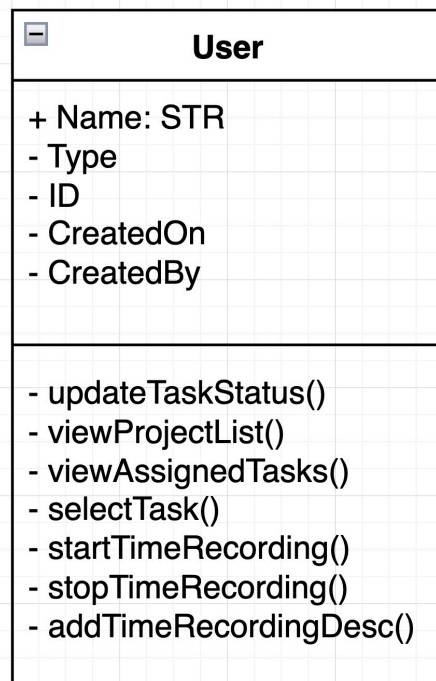 User
+ Name: STR
- Type
- ID
- CreatedOn
- CreatedBy
- updateTaskStatus()
- viewProjectList()
- viewAssignedTasks()
- selectTask()
- startTimeRecording()
- stopTimeRecording()
- addTimeRecordingDesc()